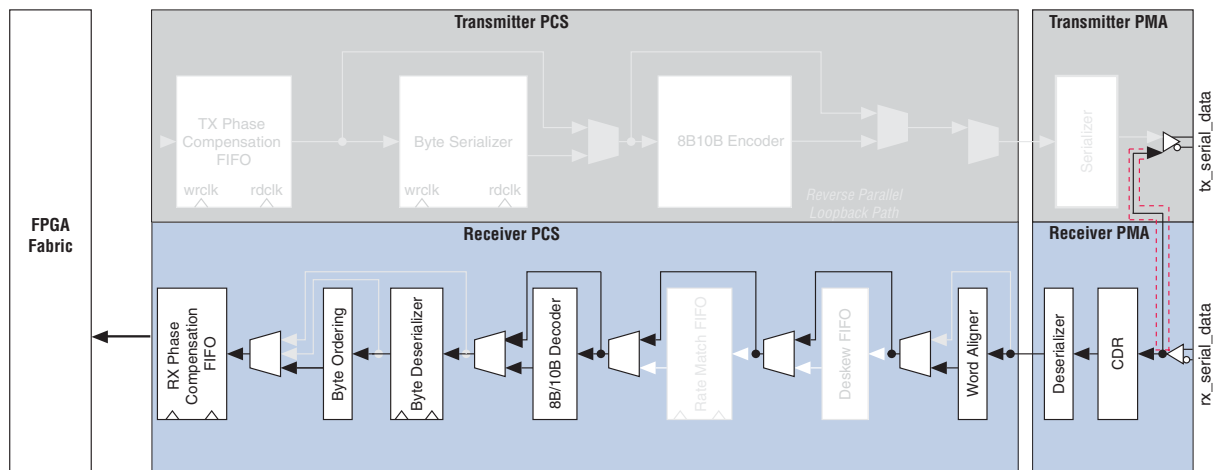 Transmitter PCS
Transmitter PMA
TX Phase
Compensation
FIFO
wrclk
rdclk
Byte Serializer
wrclk
rdclk
8B10B Encoder
Reverse Parallel
Loopback Path
Serializer
tx_serial_data
FPGA
Fabric
Receiver PCS
Receiver PMA
RX Phase
Compensation
FIFO
Byte Ordering
Byte Deserializer
8B/10B Decoder
Rate Match FIFO
Deskew FIFO
Word Aligner
Deserializer
CDR
rx_serial_data